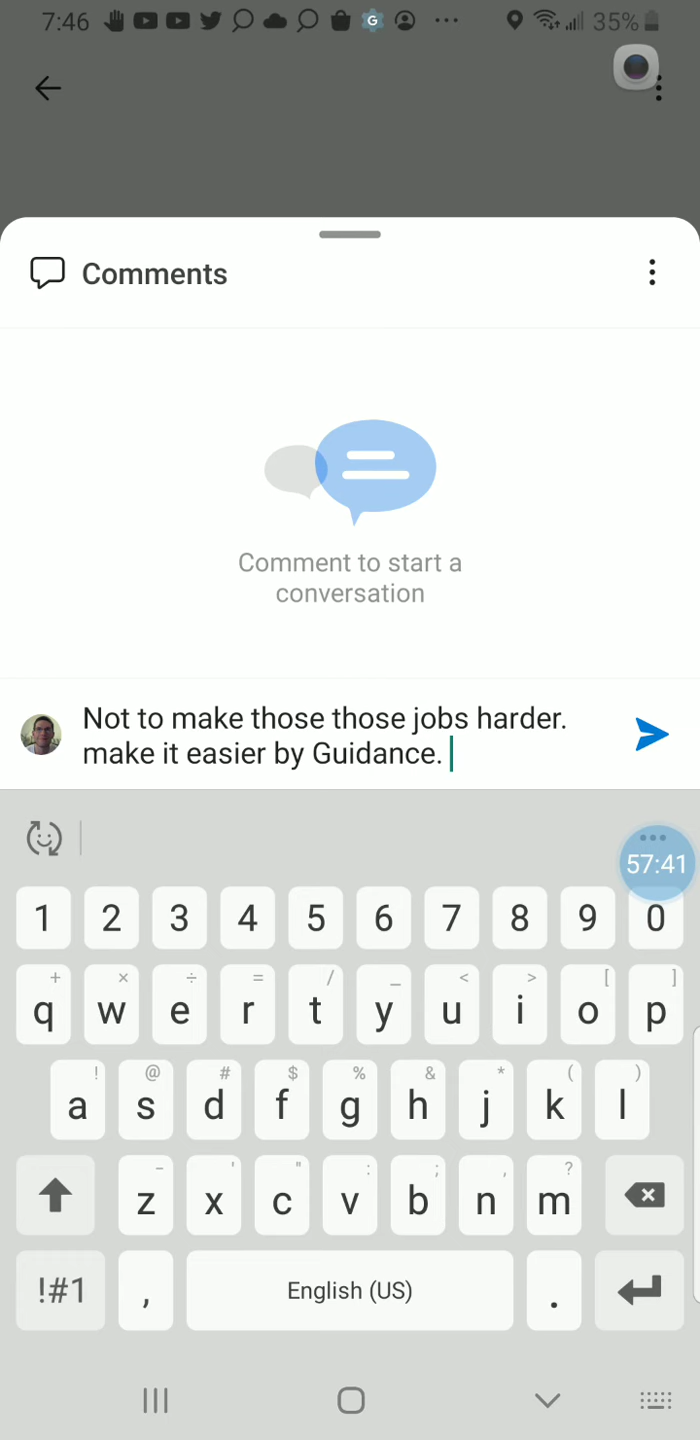 7:46 G 35%
Comments
Comment to start a
conversation
Not to make those those jobs harder.
make it easier by Guidance.
57:41
1 2 3 4 5 6 7 8 9 0
+ × ÷ = / _ < > [ ]
q w e r t y u i o p
! @ # $ % & * ( )
a s d f g h j k l
- ' " : ; , ?
z x c v b n m
!#1 , English (US) .